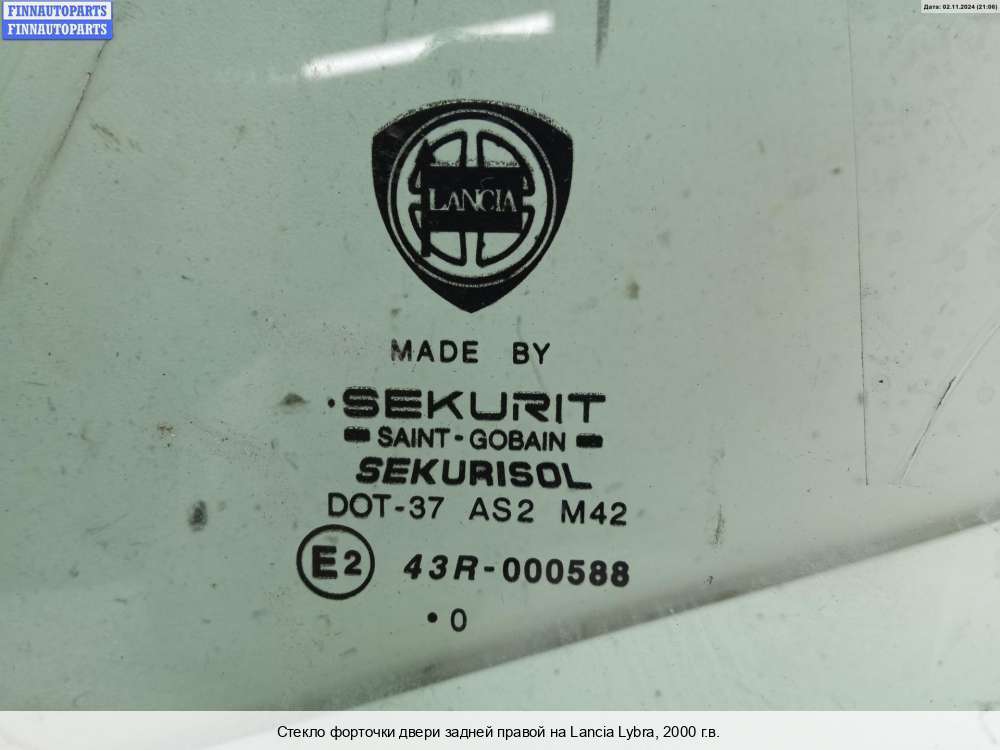 FINNAUTOPARTS
FINNAUTOPARTS
Дата: 02.11.2024 (21:06)
LANCIA
MADE BY
SEKURIT
SAINT-GOBAIN
SEKURISOL
DOT-37 AS2 M42
E2 43R-000588
• 0
Стекло форточки двери задней правой на Lancia Lybra, 2000 г.в.